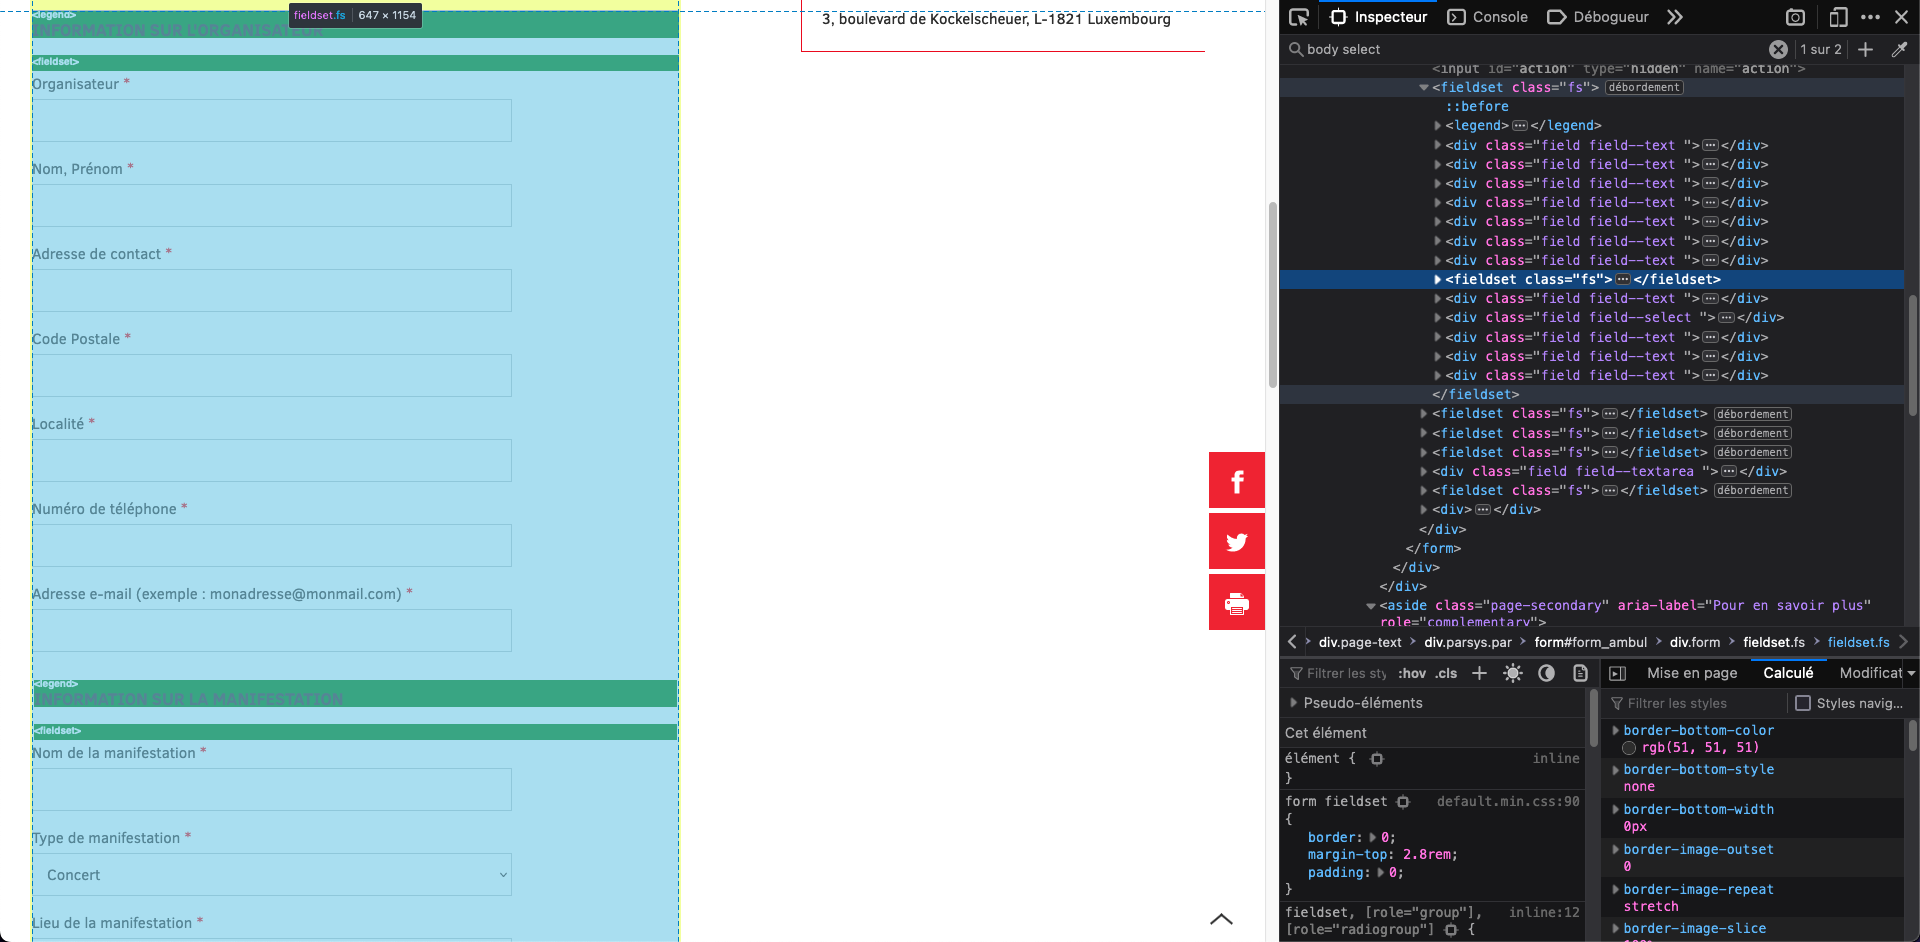 <legend>
INFORMATION SUR L'ORGANISATEUR
fieldset.fs 647 × 1154
<fieldset>
Organisateur *
Nom, Prénom *
Adresse de contact *
Code Postale *
Localité *
Numéro de téléphone *
Adresse e-mail (exemple : monadresse@monmail.com) *
<legend>
INFORMATION SUR LA MANIFESTATION
<fieldset>
Nom de la manifestation *
Type de manifestation *
Concert
Lieu de la manifestation *
3, boulevard de Kockelscheuer, L-1821 Luxembourg
Inspecteur Console Débogueur
body select 1 sur 2
<input id="action" type="hidden" name="action">
<fieldset class="fs"> débordement
::before
<legend></legend>
<div class="field field--text "></div>
<div class="field field--text "></div>
<div class="field field--text "></div>
<div class="field field--text "></div>
<div class="field field--text "></div>
<div class="field field--text "></div>
<div class="field field--text "></div>
<fieldset class="fs"></fieldset>
<div class="field field--text "></div>
<div class="field field--select "></div>
<div class="field field--text "></div>
<div class="field field--text "></div>
<div class="field field--text "></div>
</fieldset>
<fieldset class="fs"></fieldset> débordement
<fieldset class="fs"></fieldset> débordement
<fieldset class="fs"></fieldset> débordement
<div class="field field--textarea "></div>
<fieldset class="fs"></fieldset> débordement
<div></div>
</div>
</form>
</div>
</div>
<aside class="page-secondary" aria-label="Pour en savoir plus"
role="complementary">
div.page-text div.parsys.par form#form_ambul div.form fieldset.fs fieldset.fs
Filtrer les sty :hov .cls
Pseudo-éléments
Cet élément
élément { inline
}
form fieldset default.min.css:90
{
border: 0;
margin-top: 2.8rem;
padding: 0;
}
fieldset, [role="group"], inline:12
[role="radiogroup"] {
Mise en page Calculé Modificat
Filtrer les styles Styles navig...
border-bottom-color
rgb(51, 51, 51)
border-bottom-style
none
border-bottom-width
0px
border-image-outset
0
border-image-repeat
stretch
border-image-slice